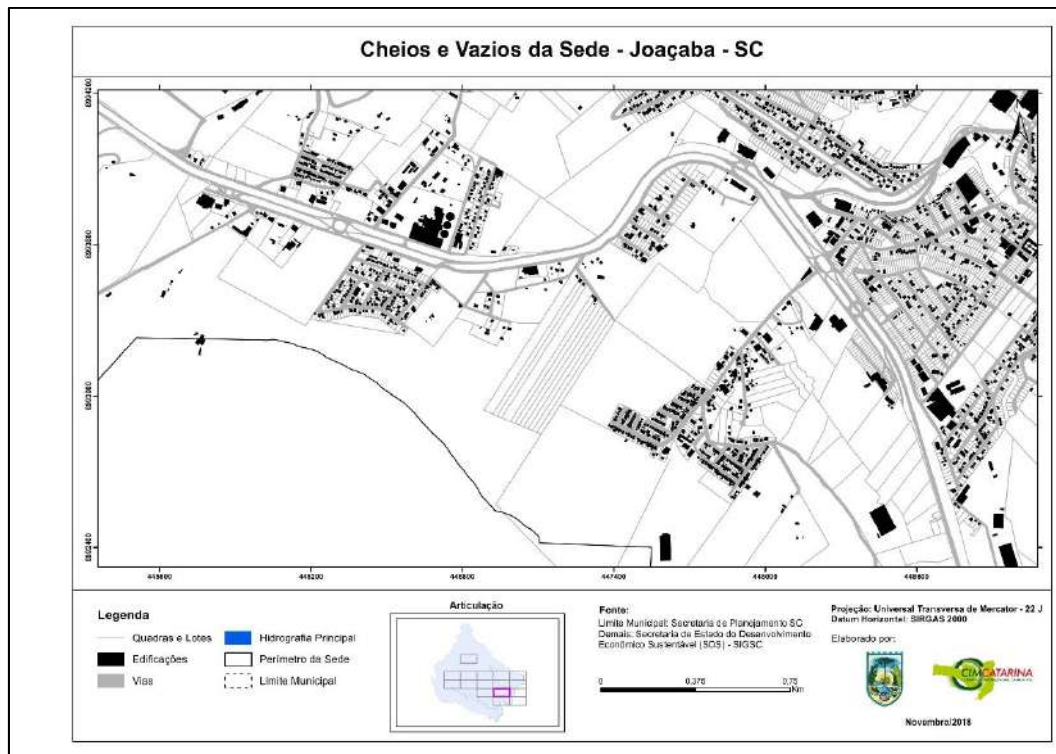 Cheios e Vazios da Sede - Joaçaba - SC
446200
446800
447400
448000
448600
Legenda
Quadras e Lotes
Edificações
Vias
Hidrografia Principal
Perímetro da Sede
Limite Municipal
Articulação
Fonte:
Limite Municipal: Secretaria de Planejamento SC
Demais: Secretaria de Estado do Desenvolvimento
Econômico Sustentável (SDS) - SIGSC
0 0,375 0,75
Km
Projeção: Universal Transversa de Mercator - 22 J
Datum Horizontal: SIRGAS 2000
Elaborado por:
CIMCATARINA
Novembro/2018